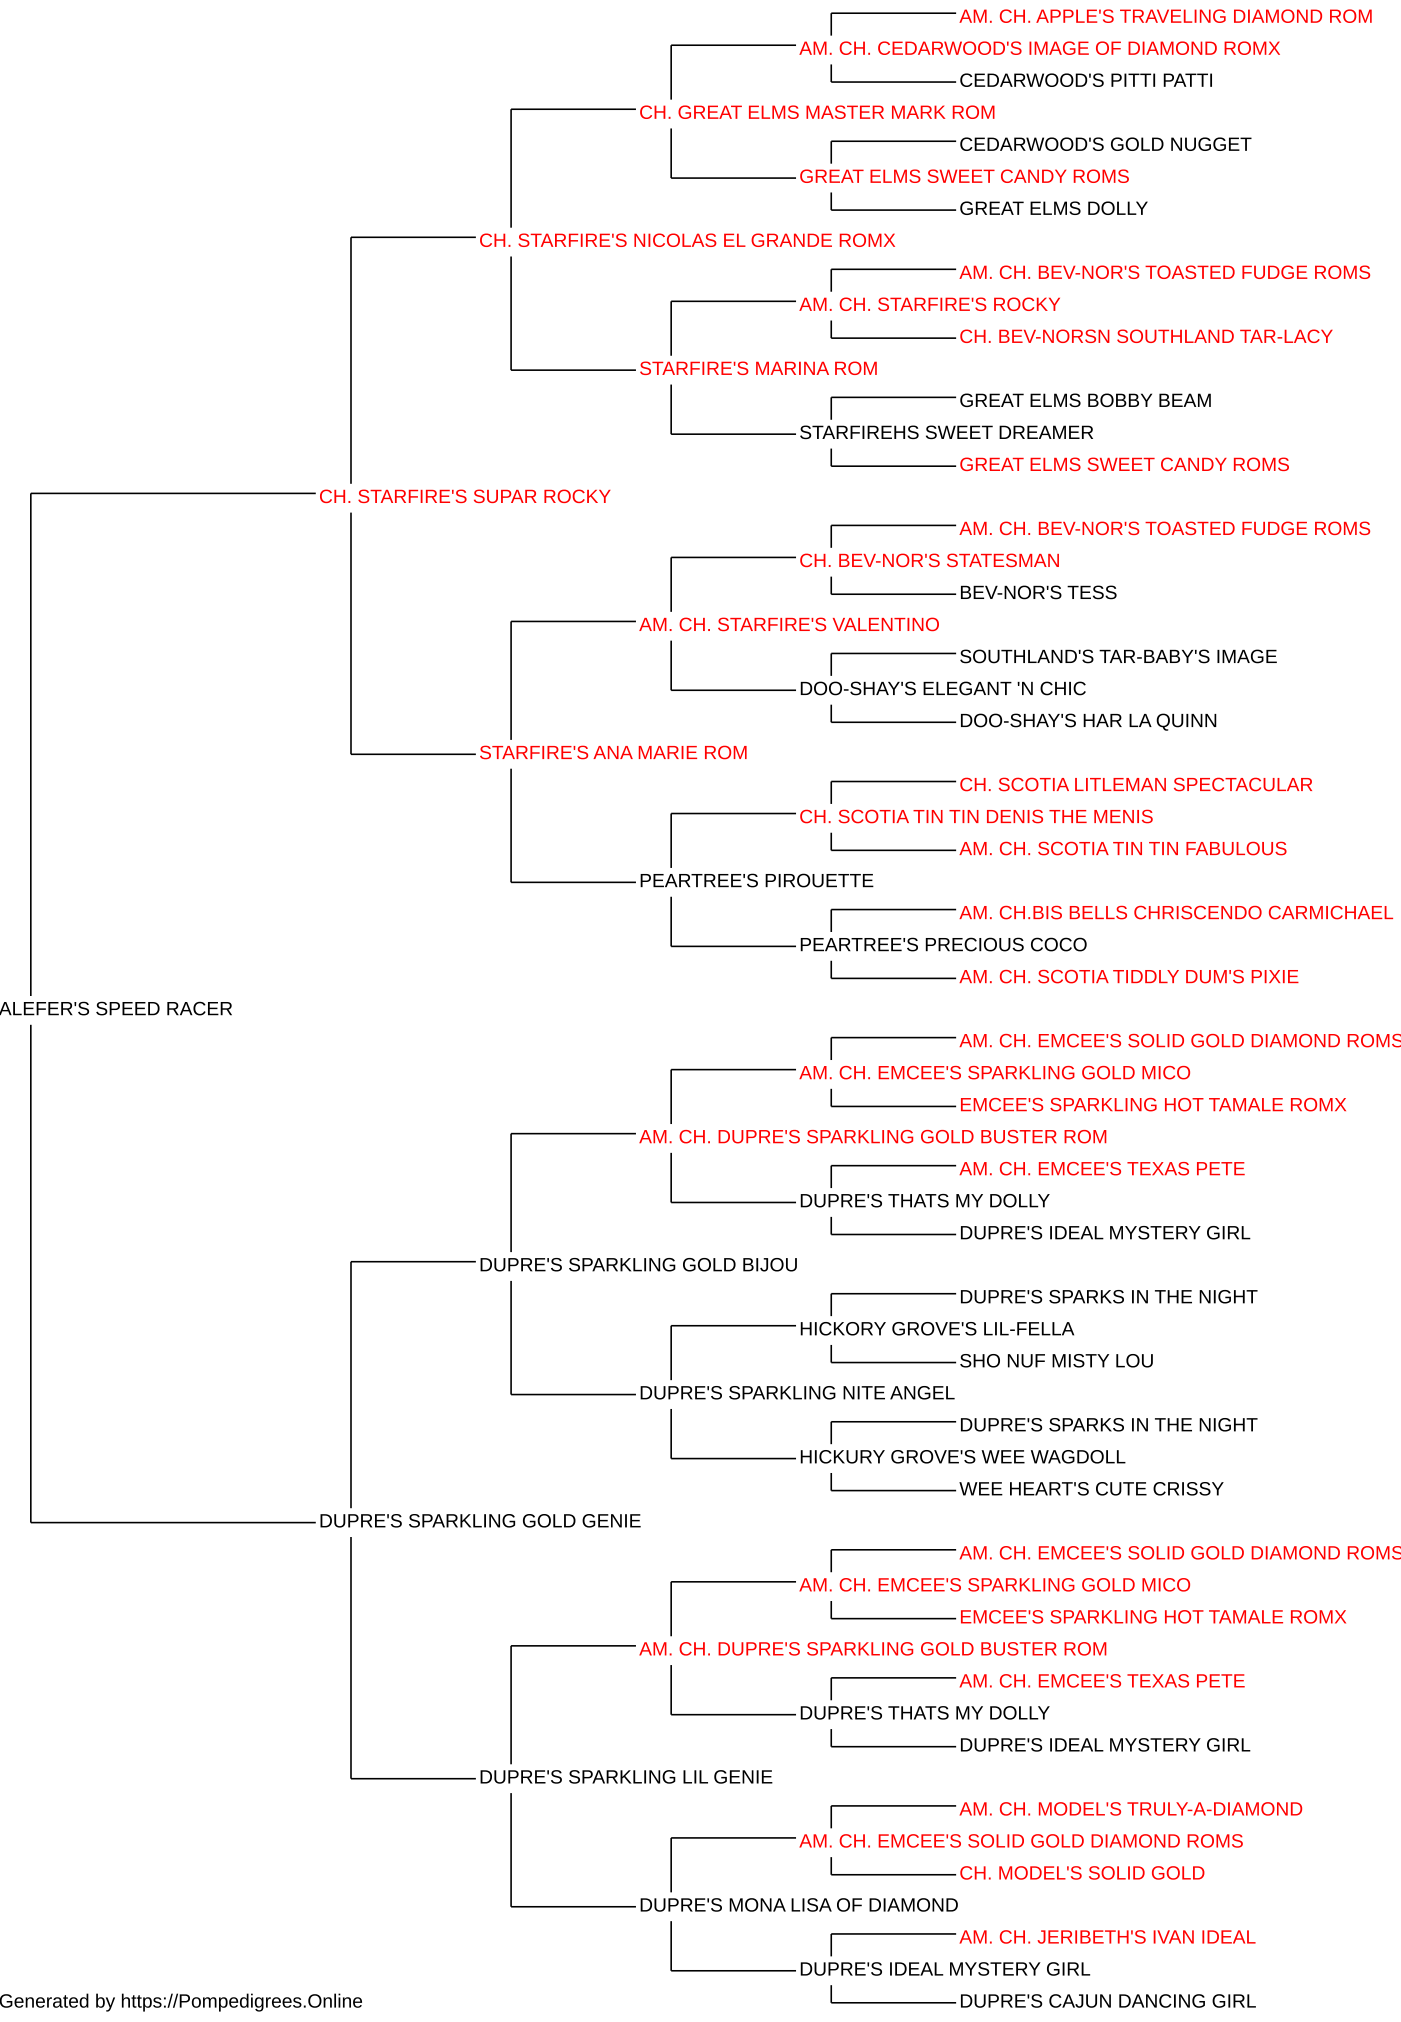 AM. CH. APPLE'S TRAVELING DIAMOND ROM
AM. CH. CEDARWOOD'S IMAGE OF DIAMOND ROMX
CEDARWOOD'S PITTI PATTI
CH. GREAT ELMS MASTER MARK ROM
CEDARWOOD'S GOLD NUGGET
GREAT ELMS SWEET CANDY ROMS
GREAT ELMS DOLLY
CH. STARFIRE'S NICOLAS EL GRANDE ROMX
AM. CH. BEV-NOR'S TOASTED FUDGE ROMS
AM. CH. STARFIRE'S ROCKY
CH. BEV-NORSN SOUTHLAND TAR-LACY
STARFIRE'S MARINA ROM
GREAT ELMS BOBBY BEAM
STARFIREHS SWEET DREAMER
GREAT ELMS SWEET CANDY ROMS
CH. STARFIRE'S SUPAR ROCKY
AM. CH. BEV-NOR'S TOASTED FUDGE ROMS
CH. BEV-NOR'S STATESMAN
BEV-NOR'S TESS
AM. CH. STARFIRE'S VALENTINO
SOUTHLAND'S TAR-BABY'S IMAGE
DOO-SHAY'S ELEGANT 'N CHIC
DOO-SHAY'S HAR LA QUINN
STARFIRE'S ANA MARIE ROM
CH. SCOTIA LITLEMAN SPECTACULAR
CH. SCOTIA TIN TIN DENIS THE MENIS
AM. CH. SCOTIA TIN TIN FABULOUS
PEARTREE'S PIROUETTE
AM. CH.BIS BELLS CHRISCENDO CARMICHAEL
PEARTREE'S PRECIOUS COCO
AM. CH. SCOTIA TIDDLY DUM'S PIXIE
ALEFER'S SPEED RACER
AM. CH. EMCEE'S SOLID GOLD DIAMOND ROMS
AM. CH. EMCEE'S SPARKLING GOLD MICO
EMCEE'S SPARKLING HOT TAMALE ROMX
AM. CH. DUPRE'S SPARKLING GOLD BUSTER ROM
AM. CH. EMCEE'S TEXAS PETE
DUPRE'S THATS MY DOLLY
DUPRE'S IDEAL MYSTERY GIRL
DUPRE'S SPARKLING GOLD BIJOU
DUPRE'S SPARKS IN THE NIGHT
HICKORY GROVE'S LIL-FELLA
SHO NUF MISTY LOU
DUPRE'S SPARKLING NITE ANGEL
DUPRE'S SPARKS IN THE NIGHT
HICKURY GROVE'S WEE WAGDOLL
WEE HEART'S CUTE CRISSY
DUPRE'S SPARKLING GOLD GENIE
AM. CH. EMCEE'S SOLID GOLD DIAMOND ROMS
AM. CH. EMCEE'S SPARKLING GOLD MICO
EMCEE'S SPARKLING HOT TAMALE ROMX
AM. CH. DUPRE'S SPARKLING GOLD BUSTER ROM
AM. CH. EMCEE'S TEXAS PETE
DUPRE'S THATS MY DOLLY
DUPRE'S IDEAL MYSTERY GIRL
DUPRE'S SPARKLING LIL GENIE
AM. CH. MODEL'S TRULY-A-DIAMOND
AM. CH. EMCEE'S SOLID GOLD DIAMOND ROMS
CH. MODEL'S SOLID GOLD
DUPRE'S MONA LISA OF DIAMOND
AM. CH. JERIBETH'S IVAN IDEAL
DUPRE'S IDEAL MYSTERY GIRL
DUPRE'S CAJUN DANCING GIRL
Generated by https://Pompedigrees.Online